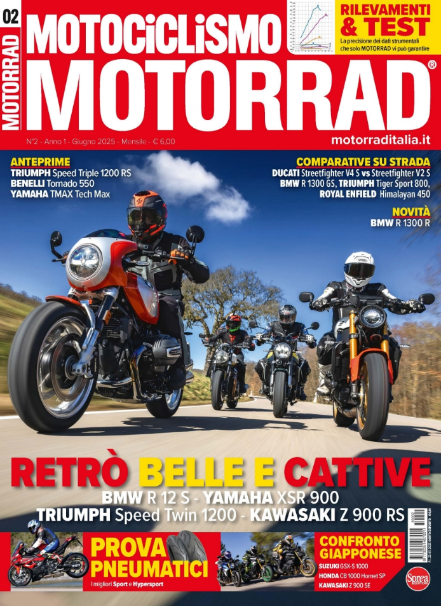 02
MOTORRAD
MOTOCiCLiSMO
MOTORRAD®
RILEVAMENTI
& TEST
La precisione dei dati strumentali
che solo MOTORRAD vi può garantire
N°2 - Anno 1 - Giugno 2025 - Mensile - € 6,00
motorraditalia.it
ANTEPRIME
TRIUMPH Speed Triple 1200 RS
BENELLI Tornado 550
YAMAHA TMAX Tech Max
COMPARATIVE SU STRADA
DUCATI Streetfighter V4 S vs Streetfighter V2 S
BMW R 1300 GS, TRIUMPH Tiger Sport 800,
ROYAL ENFIELD Himalayan 450
NOVITÀ
BMW R 1300 R
RETRÒ BELLE E CATTIVE
BMW R 12 S - YAMAHA XSR 900
TRIUMPH Speed Twin 1200 - KAWASAKI Z 900 RS
PROVA
PNEUMATICI
I migliori Sport e Hypersport
CONFRONTO
GIAPPONESE
SUZUKI GSX-S 1000
HONDA CB 1000 Hornet SP
KAWASAKI Z 900 SE
Sprea